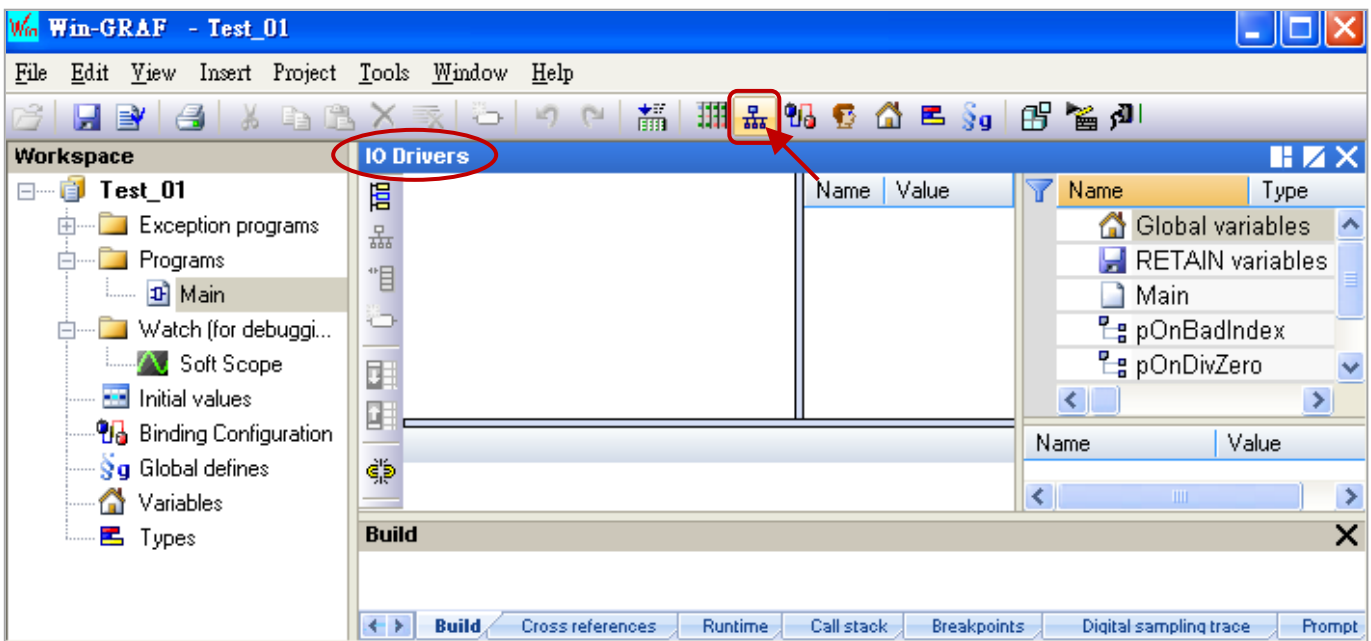 Win-GRAF - Test_01
File Edit View Insert Project Tools Window Help
Workspace
Test_01
Exception programs
Programs
Main
Watch (for debuggi...
Soft Scope
Initial values
Binding Configuration
Global defines
Variables
Types
IO Drivers
Name Value
Name Type
Global variables
RETAIN variables
Main
pOnBadIndex
pOnDivZero
Name Value
Build
Build Cross references Runtime Call stack Breakpoints Digital sampling trace Prompt